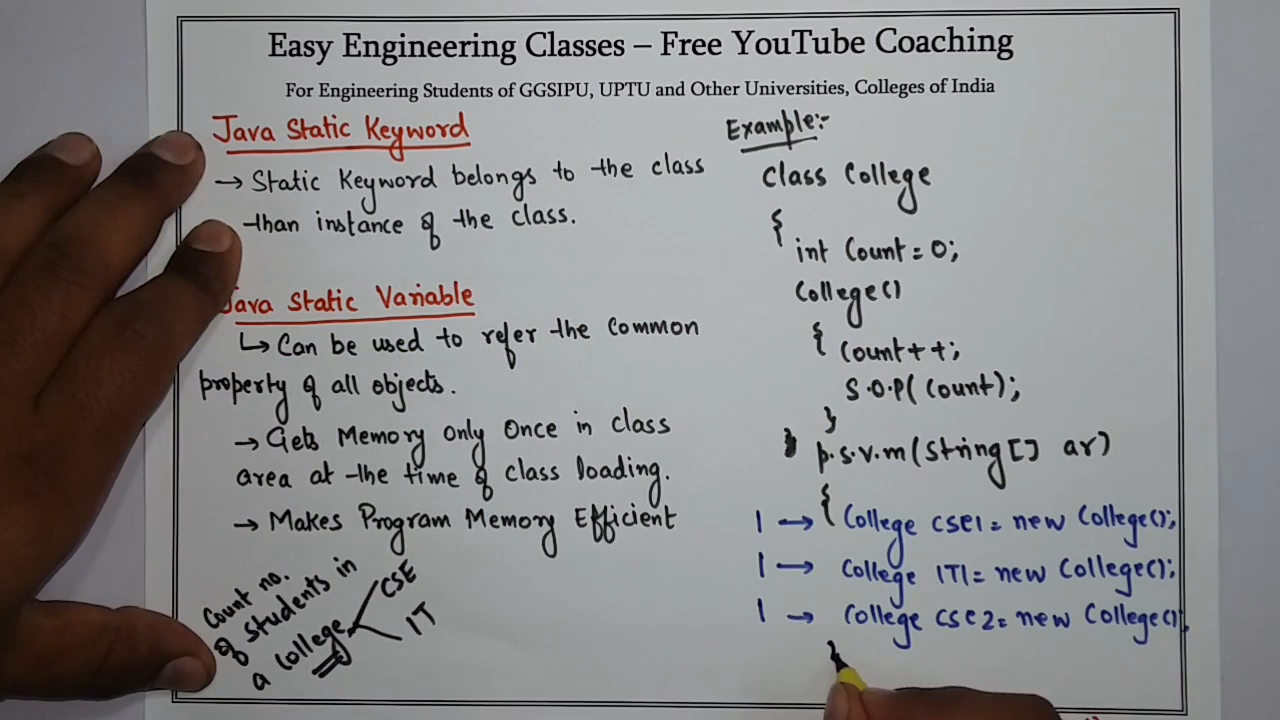 Easy Engineering Classes – Free YouTube Coaching
For Engineering Students of GGSIPU, UPTU and Other Universities, Colleges of India
Java Static Keyword
→ Static Keyword belongs to the class
than instance of the class.
Java Static Variable
↳ Can be used to refer the Common
property of all objects.
→ Gets Memory Only Once in class
area at the time of class loading.
→ Makes Program Memory Efficient
Count no.
of students in
a College
CSE
IT
Example:-
class College
{
int Count = 0;
College()
{ Count++;
S.O.P( Count);
}
} p.s.v.m(String[] ar)
{
1 → College CSE1 = new College();
1 → College IT1 = new College();
1 → College CSE2 = new College();
}